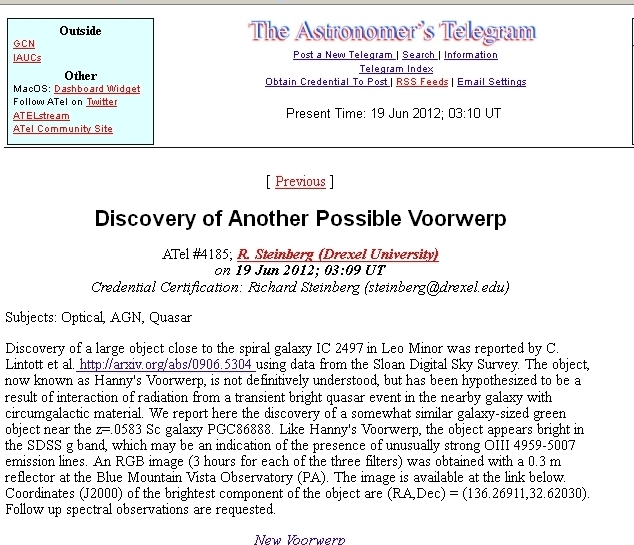 Outside
GCN
IAUCs
Other
MacOS: Dashboard Widget
Follow ATel on Twitter
ATELstream
ATel Community Site
The Astronomer's Telegram
Post a New Telegram | Search | Information
Telegram Index
Obtain Credential To Post | RSS Feeds | Email Settings
Present Time: 19 Jun 2012; 03:10 UT
[ Previous ]
Discovery of Another Possible Voorwerp
ATel #4185; R. Steinberg (Drexel University)
on 19 Jun 2012; 03:09 UT
Credential Certification: Richard Steinberg (steinberg@drexel.edu)
Subjects: Optical, AGN, Quasar
Discovery of a large object close to the spiral galaxy IC 2497 in Leo Minor was reported by C.
Lintott et al. http://arxiv.org/abs/0906.5304 using data from the Sloan Digital Sky Survey. The object,
now known as Hanny's Voorwerp, is not definitively understood, but has been hypothesized to be a
result of interaction of radiation from a transient bright quasar event in the nearby galaxy with
circumgalactic material. We report here the discovery of a somewhat similar galaxy-sized green
object near the z=.0583 Sc galaxy PGC86888. Like Hanny's Voorwerp, the object appears bright in
the SDSS g band, which may be an indication of the presence of unusually strong OIII 4959-5007
emission lines. An RGB image (3 hours for each of the three filters) was obtained with a 0.3 m
reflector at the Blue Mountain Vista Observatory (PA). The image is available at the link below.
Coordinates (J2000) of the brightest component of the object are (RA,Dec) = (136.26911,32.62030).
Follow up spectral observations are requested.
New Voorwerp